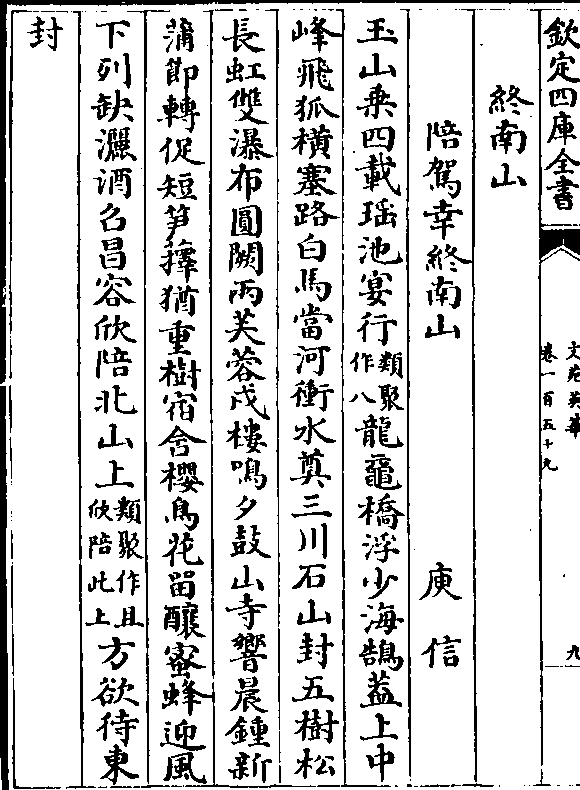 欽定四庫全書
文苑英華
卷一百五十九
九
終南山
陪駕幸終南山 庾信
玉山乗四載瑶池宴行類聚作八龍鼉橋浮少海鵠葢上中
峰飛狐橫塞路白馬當河衝水奠三川石山封五樹松
長虹雙瀑布圓闕兩芙蓉戍樓鳴夕鼓山寺響晨鍾新
蒲節轉促短笋籜猶重樹宿含櫻鳥花留釀蜜蜂迎風
下列缺灑酒召昌容欣陪北山上類聚作且欣陪此上方欲待東
封